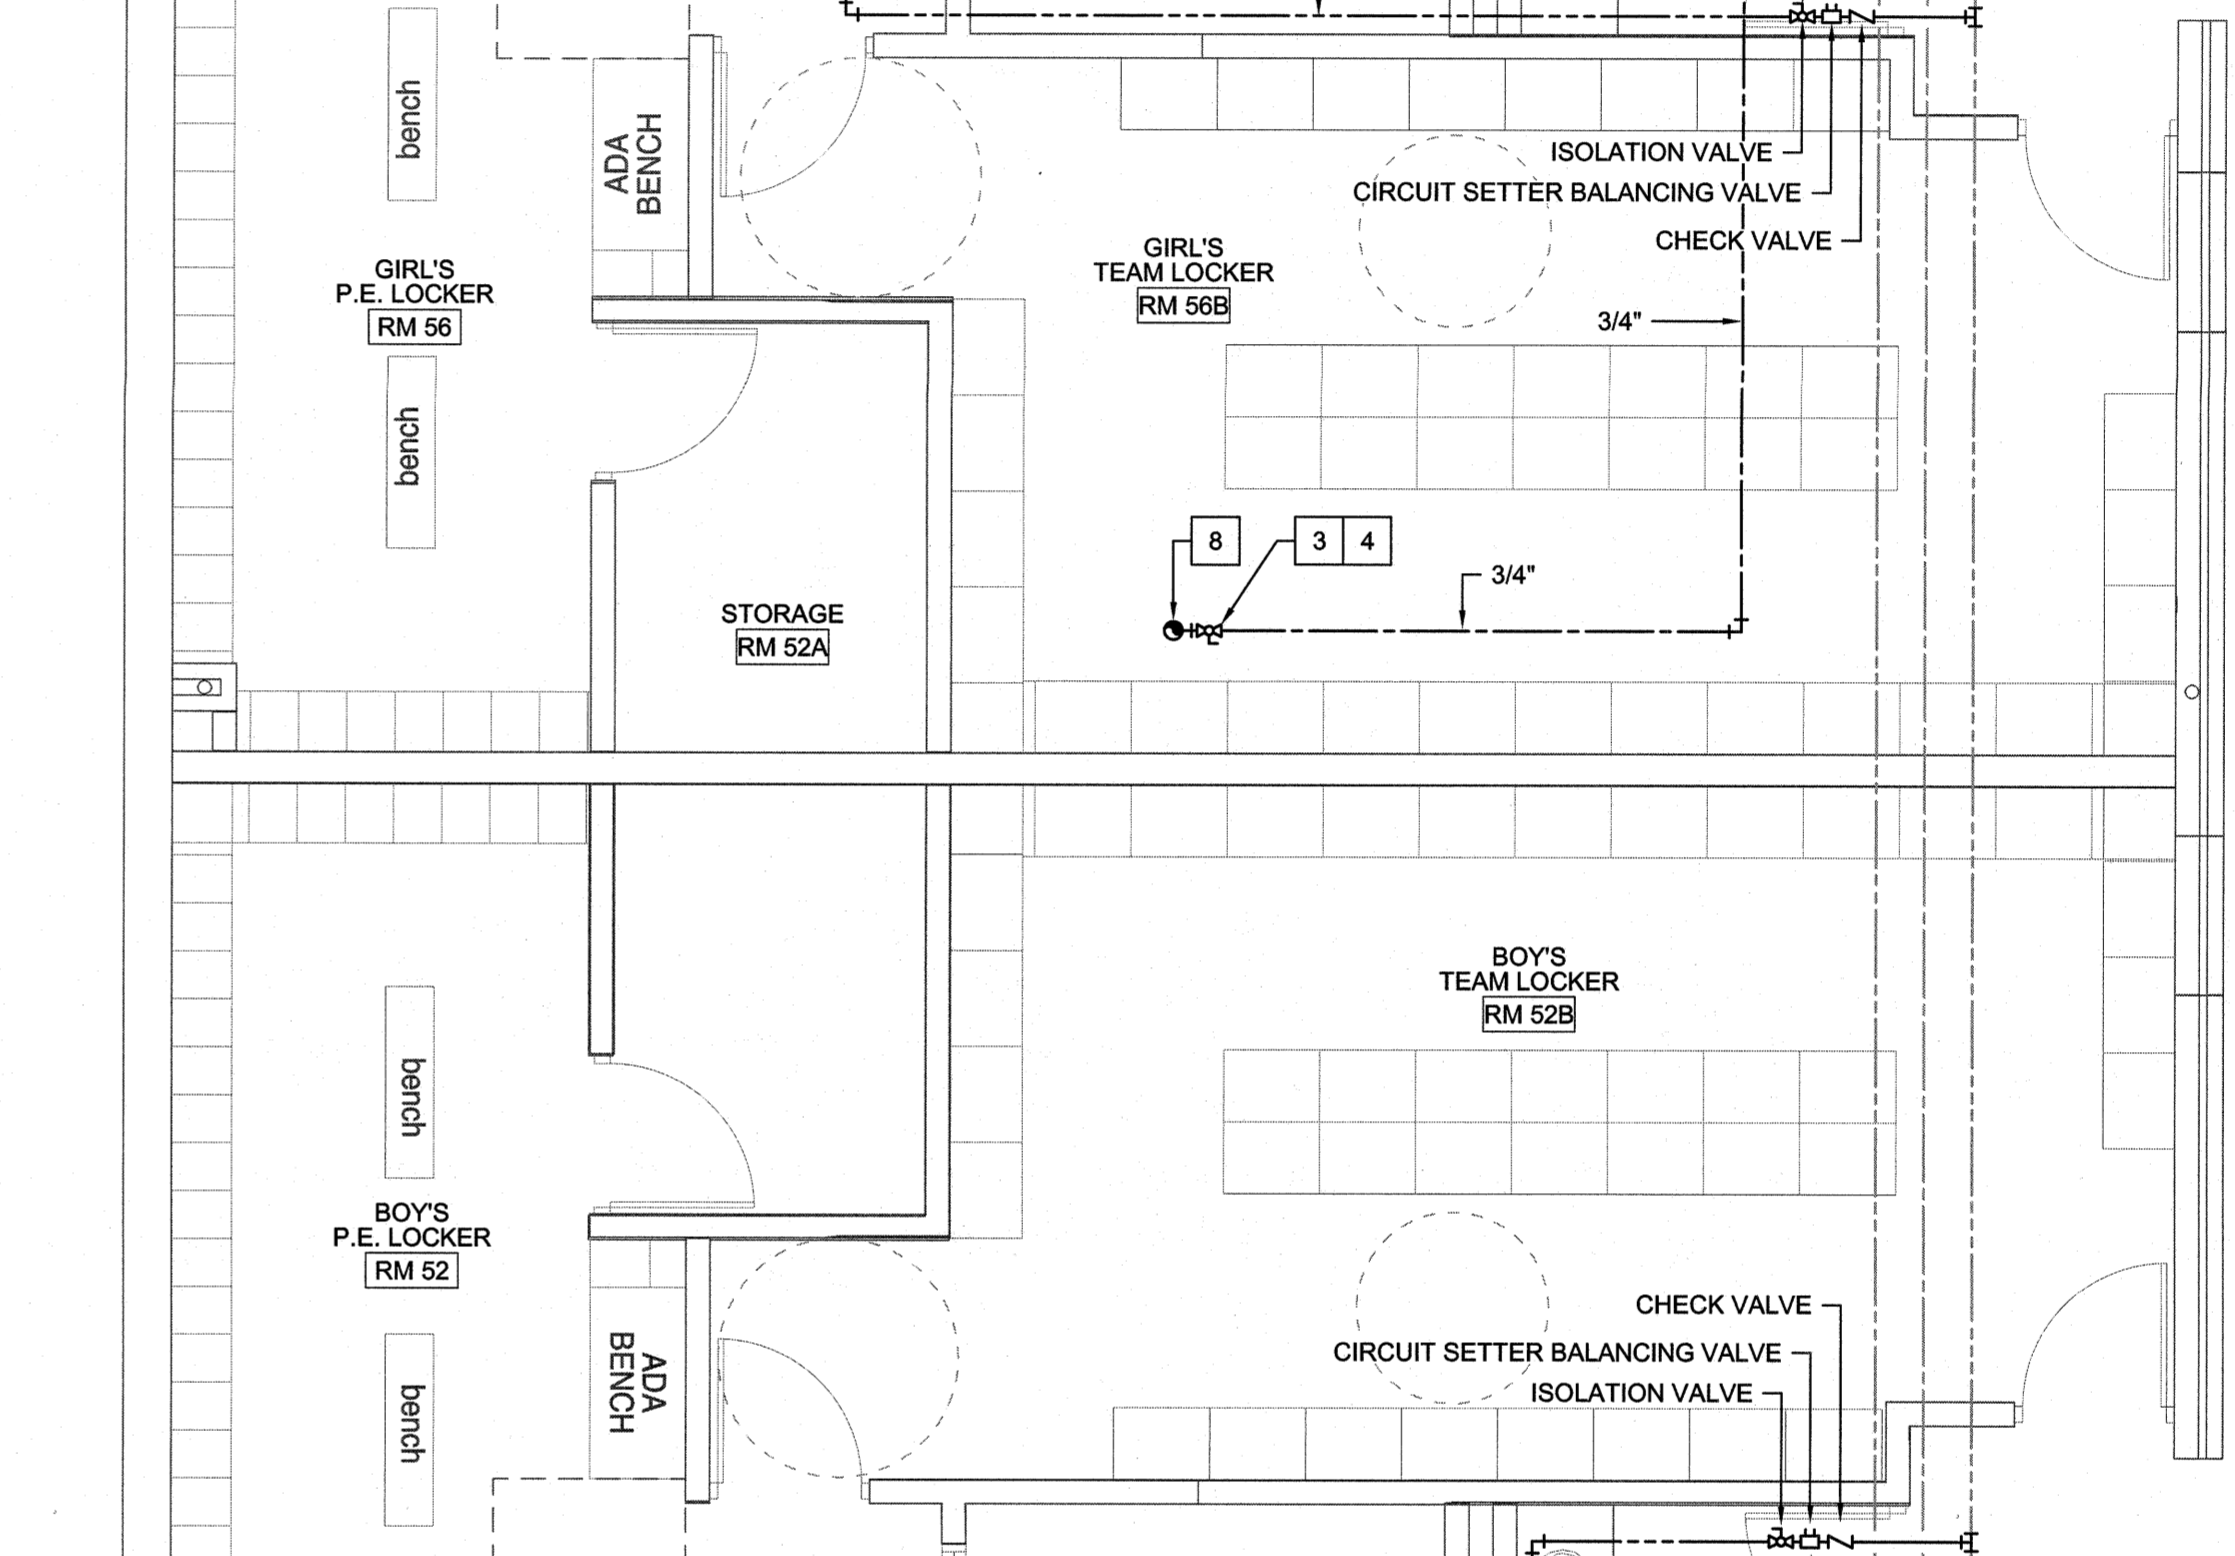 bench
ADA
BENCH
ISOLATION VALVE
CIRCUIT SETTER BALANCING VALVE
CHECK VALVE
GIRL'S
P.E. LOCKER
RM 56
GIRL'S
TEAM LOCKER
RM 56B
3/4"
bench
8
3 4
3/4"
STORAGE
RM 52A
BOY'S
TEAM LOCKER
RM 52B
bench
BOY'S
P.E. LOCKER
RM 52
CHECK VALVE
CIRCUIT SETTER BALANCING VALVE
ISOLATION VALVE
ADA
BENCH
bench